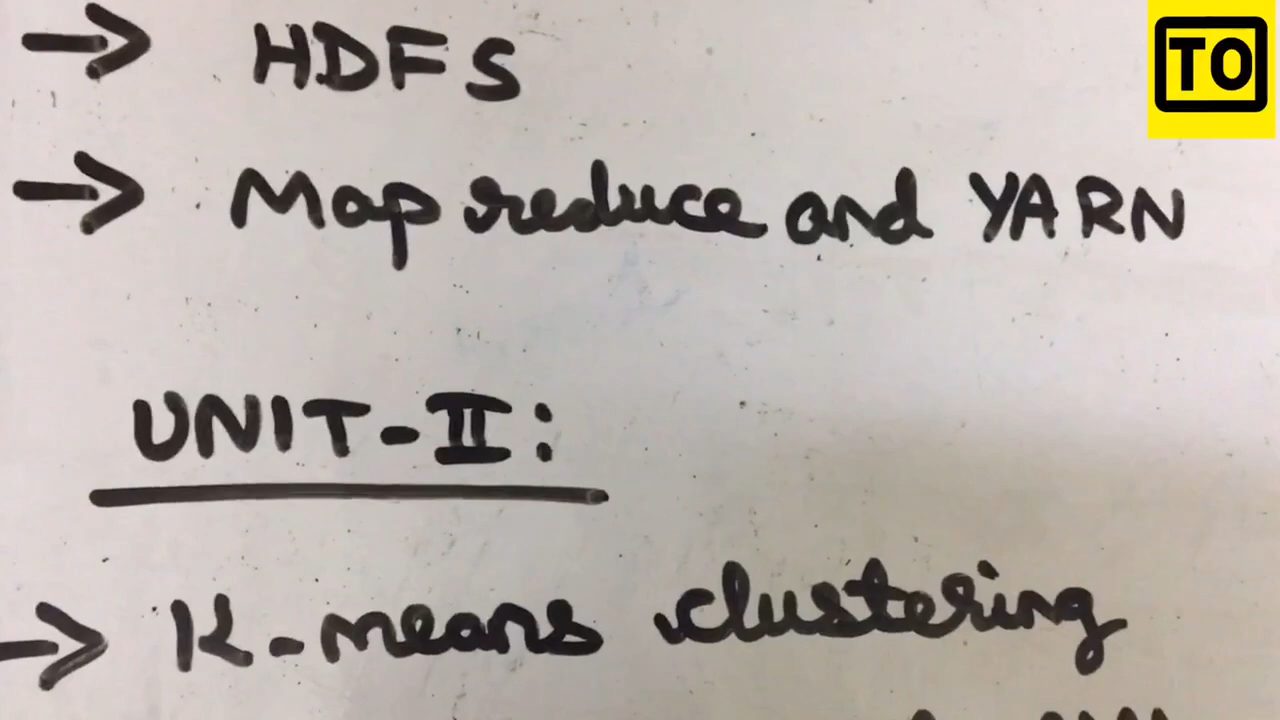 TO
→ HDFS
→ Map reduce and YARN
UNIT-II:
→ K-means clustering